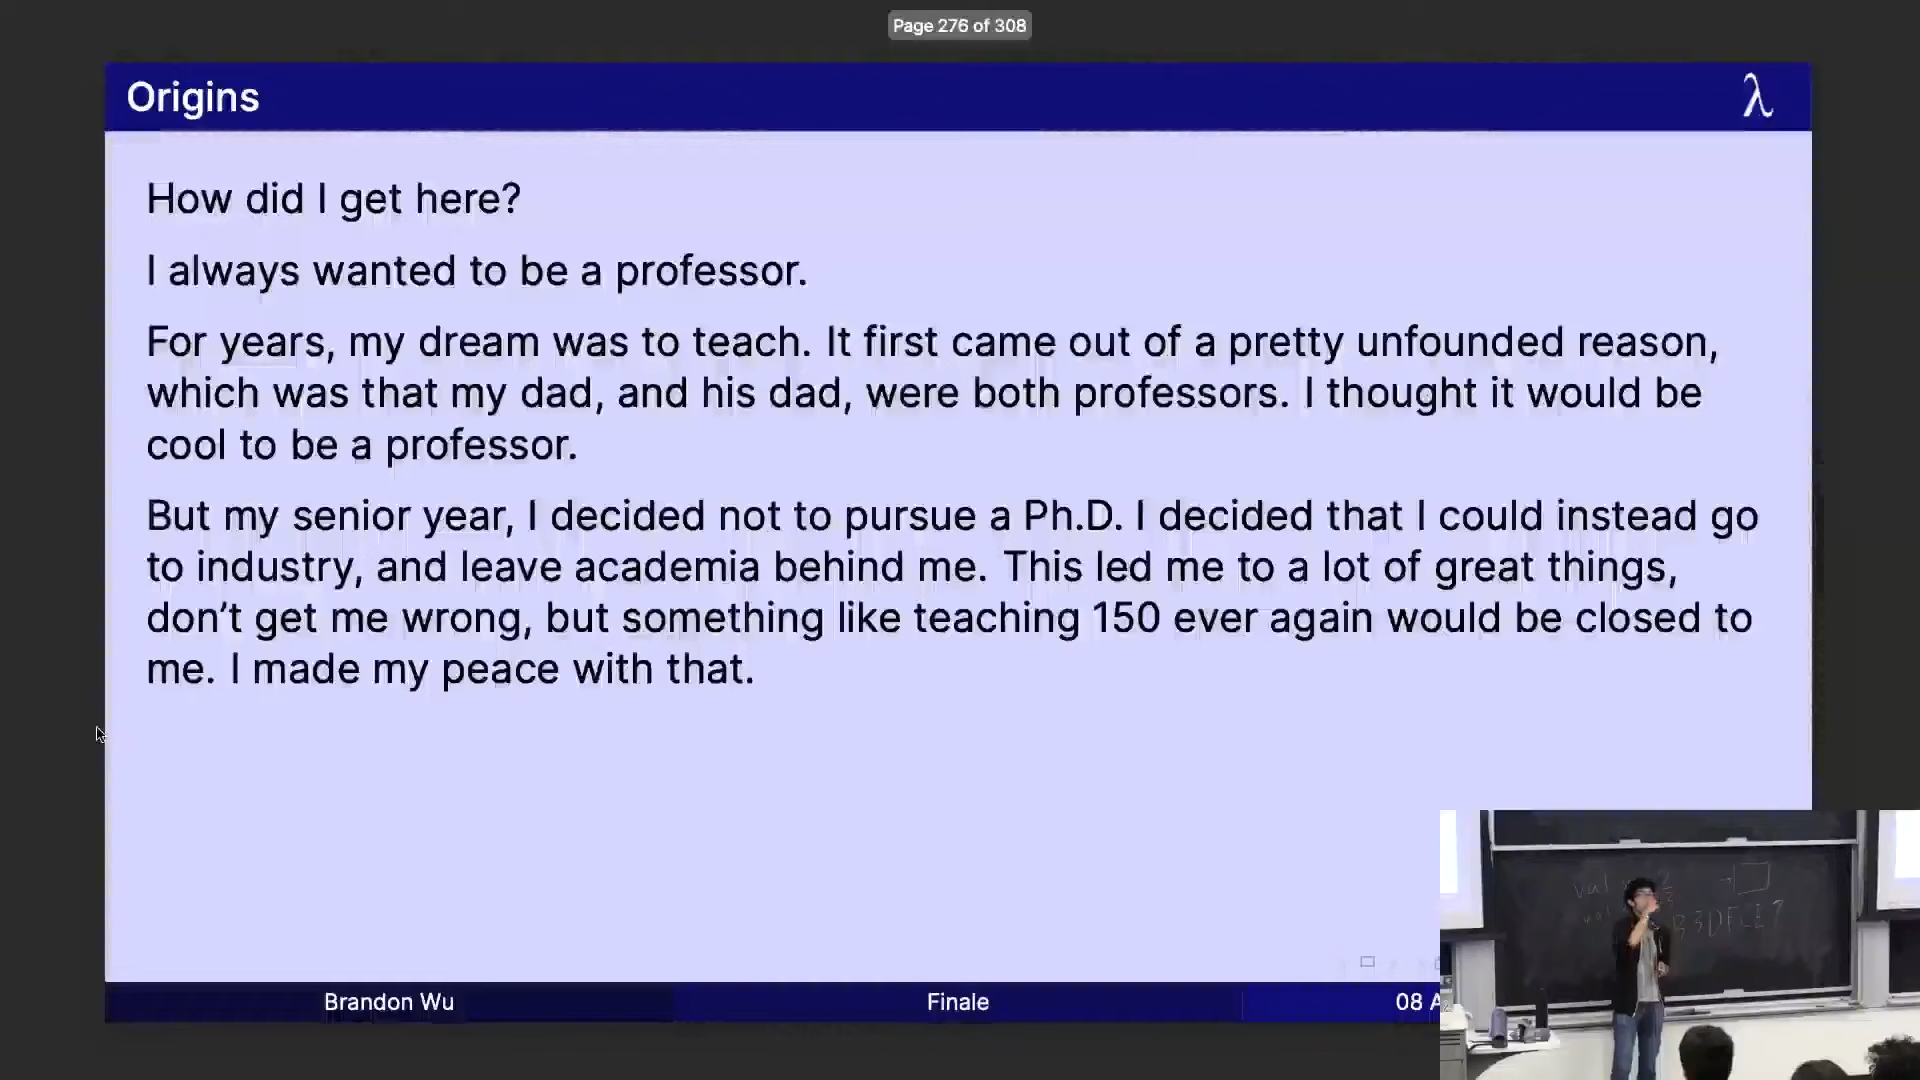 Page 276 of 308
Origins
λ
How did I get here?
I always wanted to be a professor.
For years, my dream was to teach. It first came out of a pretty unfounded reason,
which was that my dad, and his dad, were both professors. I thought it would be
cool to be a professor.
But my senior year, I decided not to pursue a Ph.D. I decided that I could instead go
to industry, and leave academia behind me. This led me to a lot of great things,
don’t get me wrong, but something like teaching 150 ever again would be closed to
me. I made my peace with that.
val
Brandon Wu
Finale
08